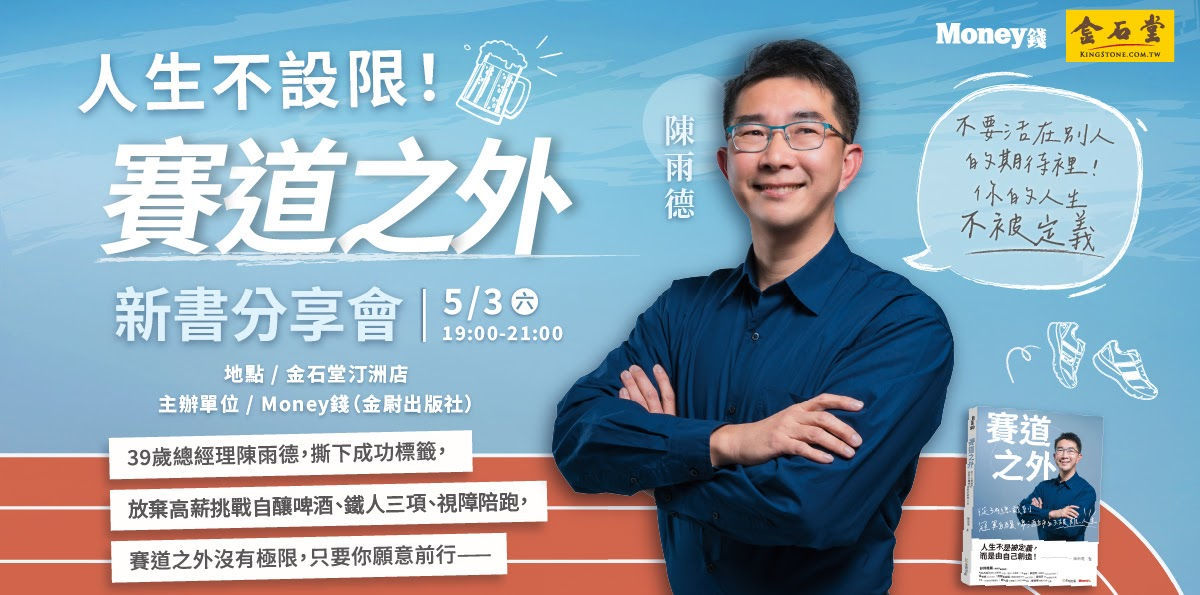 Money錢
金石堂
KINGSTONE.COM.TW
人生不設限！
賽道之外
陳雨德
不要活在別人
的期待裡！
你的人生
不被定義
新書分享會
5/3 六
19:00-21:00
地點 / 金石堂汀洲店
主辦單位 / Money錢（金尉出版社）
39歲總經理陳雨德，撕下成功標籤，
放棄高薪挑戰自釀啤酒、鐵人三項、視障陪跑，
賽道之外沒有極限，只要你願意前行——
賽道
之外
人生不是被定義，
而是由自己創造！